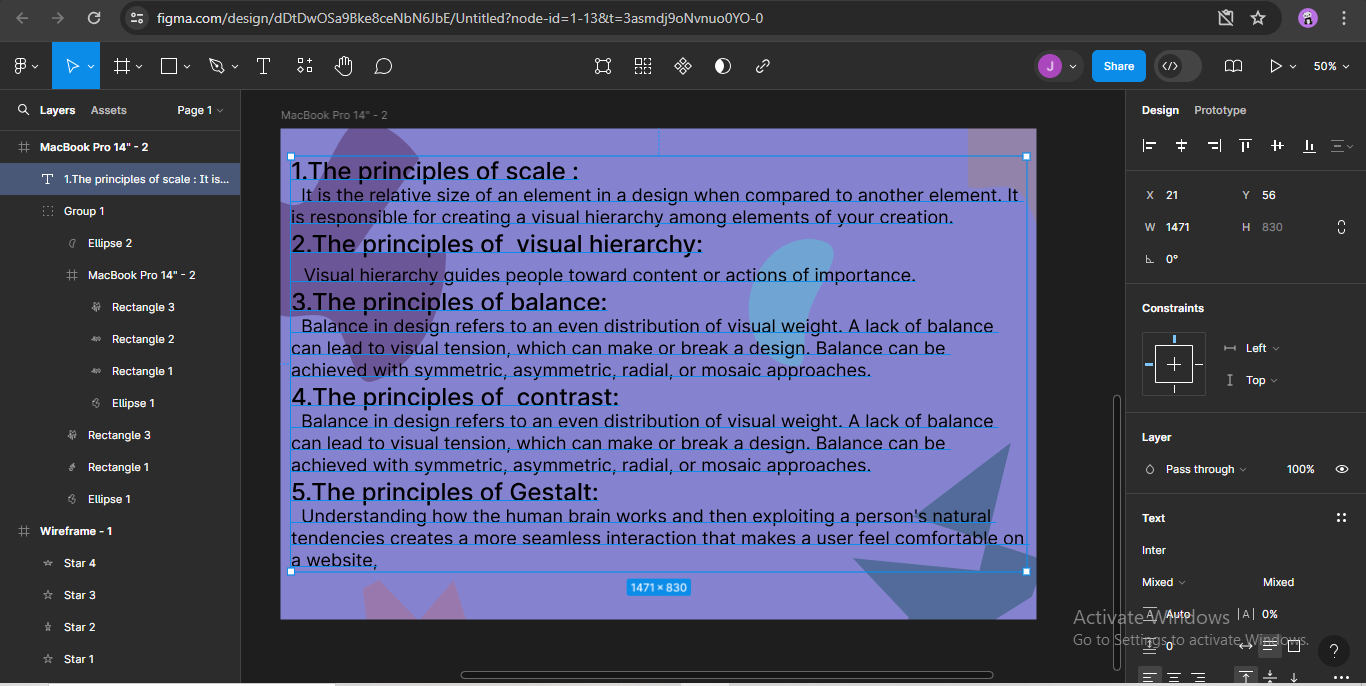 figma.com/design/dDtDwOSa9Bke8ceNbN6JbE/Untitled?node-id=1-13&t=3asmdj9oNvnuo0YO-0
J Share 50%
Layers Assets Page 1
MacBook Pro 14" - 2
1.The principles of scale : It is...
Group 1
Ellipse 2
MacBook Pro 14" - 2
Rectangle 3
Rectangle 2
Rectangle 1
Ellipse 1
Rectangle 3
Rectangle 1
Ellipse 1
Wireframe - 1
Star 4
Star 3
Star 2
Star 1
MacBook Pro 14" - 2
1.The principles of scale :
It is the relative size of an element in a design when compared to another element. It
is responsible for creating a visual hierarchy among elements of your creation.
2.The principles of  visual hierarchy:
Visual hierarchy guides people toward content or actions of importance.
3.The principles of balance:
Balance in design refers to an even distribution of visual weight. A lack of balance
can lead to visual tension, which can make or break a design. Balance can be
achieved with symmetric, asymmetric, radial, or mosaic approaches.
4.The principles of  contrast:
Balance in design refers to an even distribution of visual weight. A lack of balance
can lead to visual tension, which can make or break a design. Balance can be
achieved with symmetric, asymmetric, radial, or mosaic approaches.
5.The principles of Gestalt:
Understanding how the human brain works and then exploiting a person's natural
tendencies creates a more seamless interaction that makes a user feel comfortable on
a website,
1471 × 830
Design Prototype
X 21 Y 56
W 1471 H 830
0°
Constraints
Left
Top
Layer
Pass through 100%
Text
Inter
Mixed Mixed
A Auto |A| 0%
0
Activate Windows
Go to Settings to activate Windows.
?